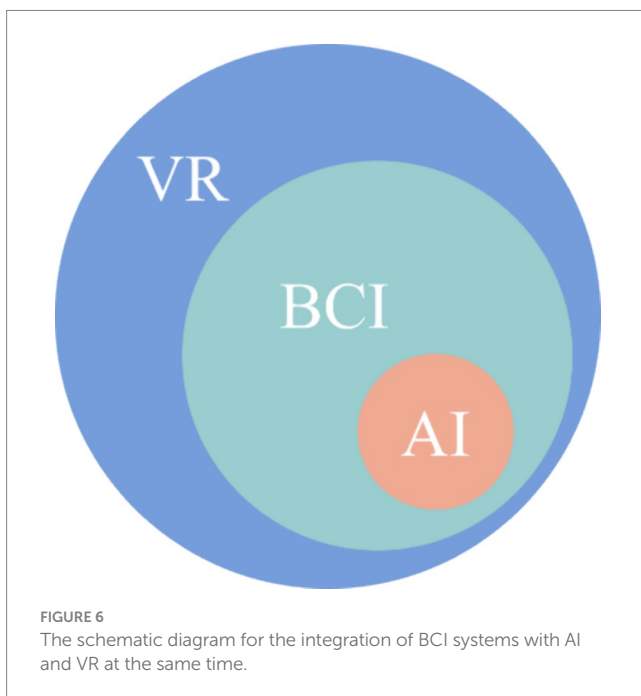 VR
BCI
AI
FIGURE 6
The schematic diagram for the integration of BCI systems with AI
and VR at the same time.